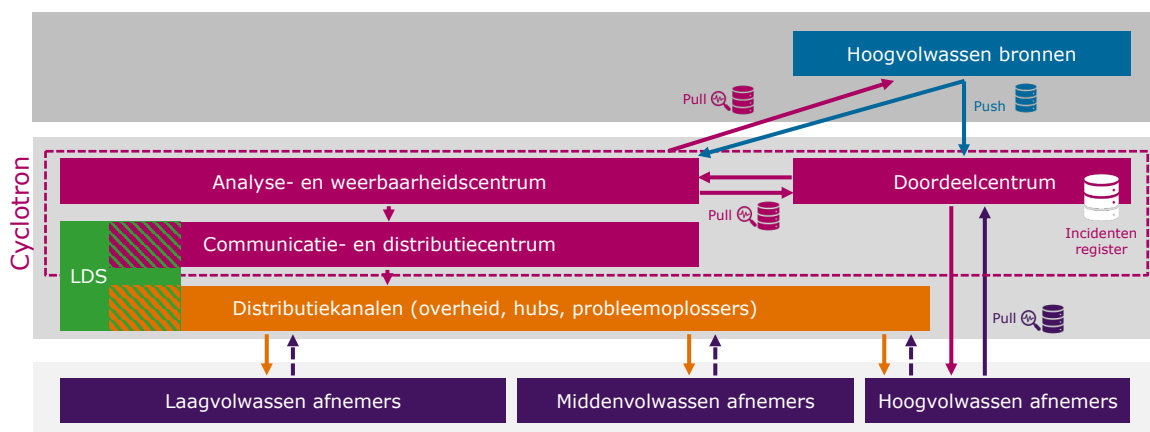 Hoogvolwassen bronnen
Pull
Push
Cyclotron
Analyse- en weerbaarheidscentrum
Doordeelcentrum
Pull
Incidenten
register
Communicatie- en distributiecentrum
LDS
Distributiekanalen (overheid, hubs, probleemoplossers)
Pull
Laagvolwassen afnemers
Middenvolwassen afnemers
Hoogvolwassen afnemers